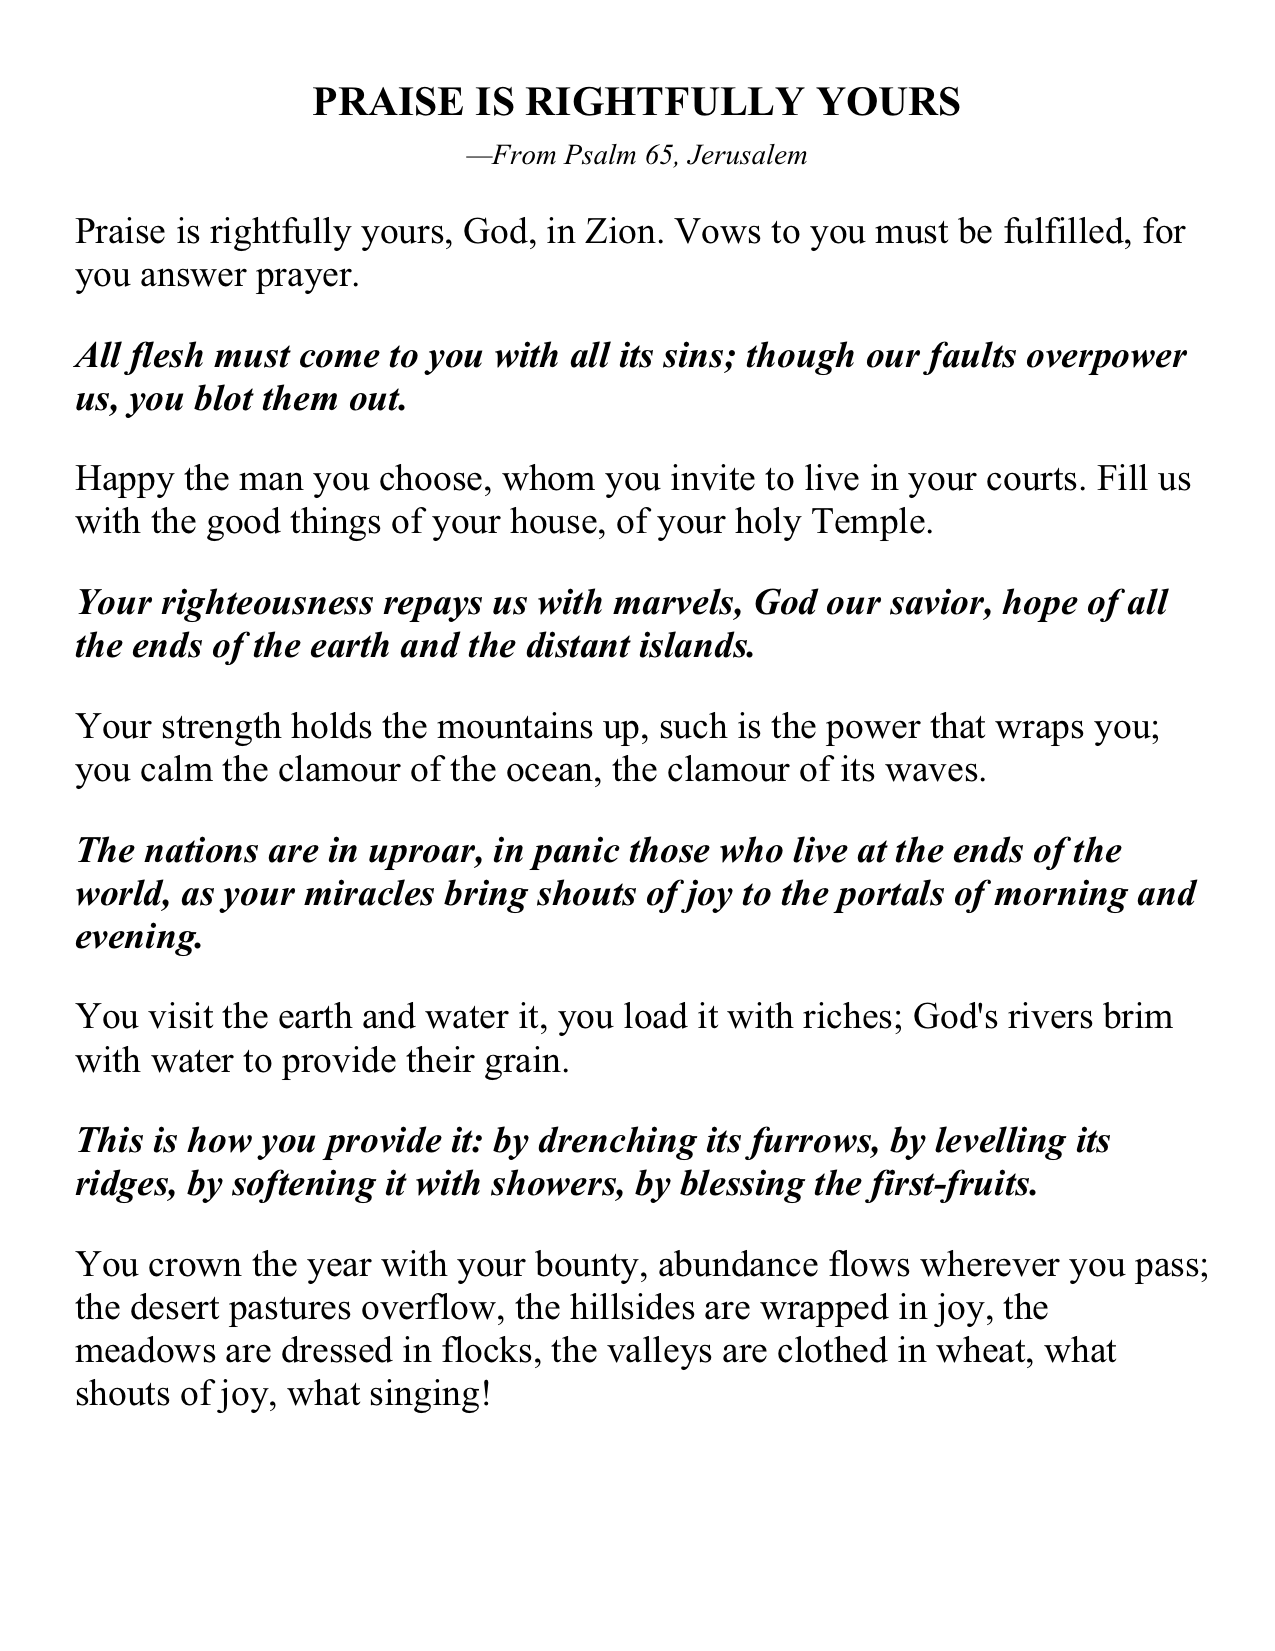 PRAISE IS RIGHTFULLY YOURS
—From Psalm 65, Jerusalem
Praise is rightfully yours, God, in Zion. Vows to you must be fulfilled, for
you answer prayer.
All flesh must come to you with all its sins; though our faults overpower
us, you blot them out.
Happy the man you choose, whom you invite to live in your courts. Fill us
with the good things of your house, of your holy Temple.
Your righteousness repays us with marvels, God our savior, hope of all
the ends of the earth and the distant islands.
Your strength holds the mountains up, such is the power that wraps you;
you calm the clamour of the ocean, the clamour of its waves.
The nations are in uproar, in panic those who live at the ends of the
world, as your miracles bring shouts of joy to the portals of morning and
evening.
You visit the earth and water it, you load it with riches; God's rivers brim
with water to provide their grain.
This is how you provide it: by drenching its furrows, by levelling its
ridges, by softening it with showers, by blessing the first-fruits.
You crown the year with your bounty, abundance flows wherever you pass;
the desert pastures overflow, the hillsides are wrapped in joy, the
meadows are dressed in flocks, the valleys are clothed in wheat, what
shouts of joy, what singing!